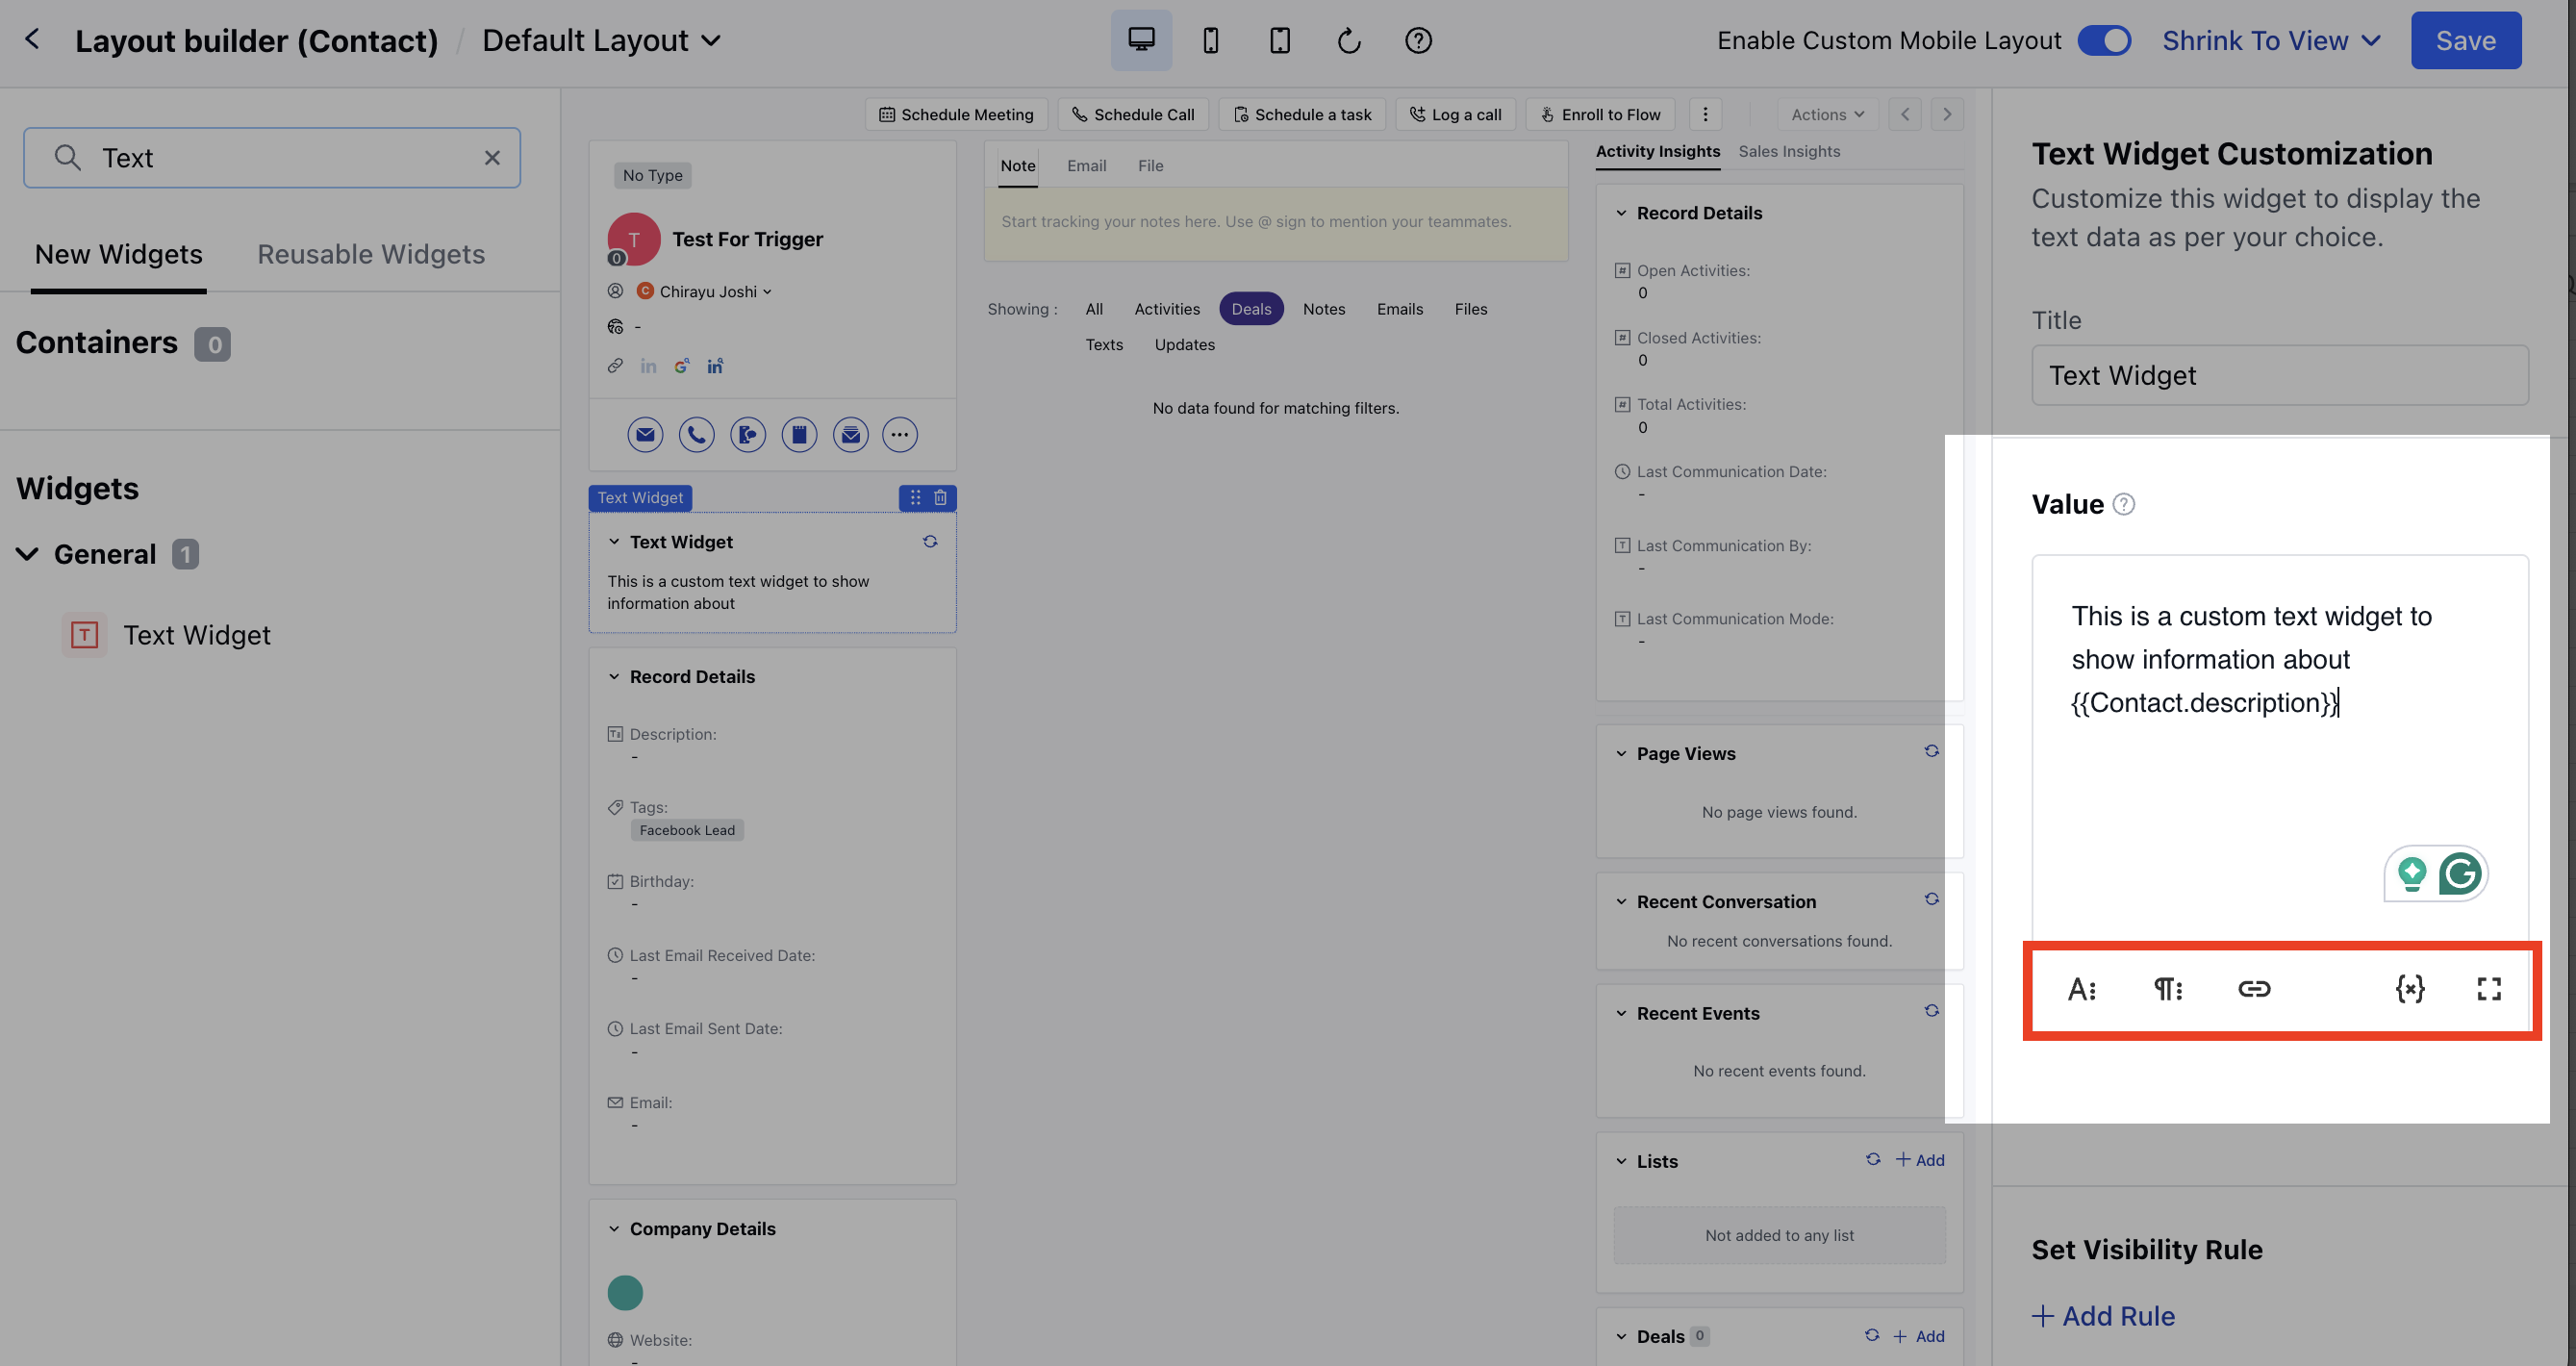 Layout builder (Contact) / Default Layout
Enable Custom Mobile Layout
Shrink To View
Save
Text
New Widgets
Reusable Widgets
Containers 0
Widgets
General 1
T Text Widget
Schedule Meeting
Schedule Call
Schedule a task
Log a call
Enroll to Flow
Actions
No Type
T
0
Test For Trigger
C Chirayu Joshi
-
Text Widget
Text Widget
This is a custom text widget to show
information about
Record Details
Description:
-
Tags:
Facebook Lead
Birthday:
-
Last Email Received Date:
-
Last Email Sent Date:
-
Email:
-
Company Details
Website:
-
Note
Email
File
Start tracking your notes here. Use @ sign to mention your teammates.
Showing :
All
Activities
Deals
Notes
Emails
Files
Texts
Updates
No data found for matching filters.
Activity Insights
Sales Insights
Record Details
Open Activities:
0
Closed Activities:
0
Total Activities:
0
Last Communication Date:
-
Last Communication By:
-
Last Communication Mode:
-
Page Views
No page views found.
Recent Conversation
No recent conversations found.
Recent Events
No recent events found.
Lists
+ Add
Not added to any list
Deals 0
+ Add
Text Widget Customization
Customize this widget to display the
text data as per your choice.
Title
Text Widget
Value
This is a custom text widget to
show information about
{{Contact.description}}
Set Visibility Rule
+ Add Rule